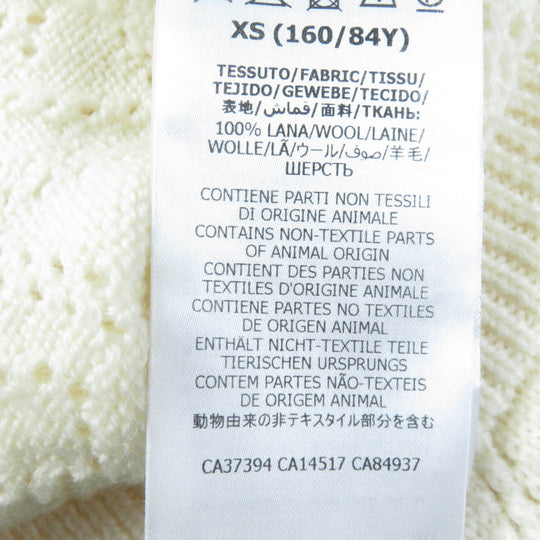 XS (160/84Y)
TESSUTO/FABRIC/TISSU/
TEJIDO/GEWEBE/TECIDO/
表地/قماش/面料/ТКАНЬ:
100% LANA/WOOL/LAINE/
WOLLE/LÃ/ウール/صوف/羊毛/
ШЕРСТЬ
CONTIENE PARTI NON TESSILI
DI ORIGINE ANIMALE
CONTAINS NON-TEXTILE PARTS
OF ANIMAL ORIGIN
CONTIENT DES PARTIES NON
TEXTILES D'ORIGINE ANIMALE
CONTIENE PARTES NO TEXTILES
DE ORIGEN ANIMAL
ENTHÄLT NICHT-TEXTILE TEILE
TIERISCHEN URSPRUNGS
CONTEM PARTES NÃO-TEXTEIS
DE ORIGEM ANIMAL
動物由来の非テキスタイル部分を含む
CA37394 CA14517 CA84937